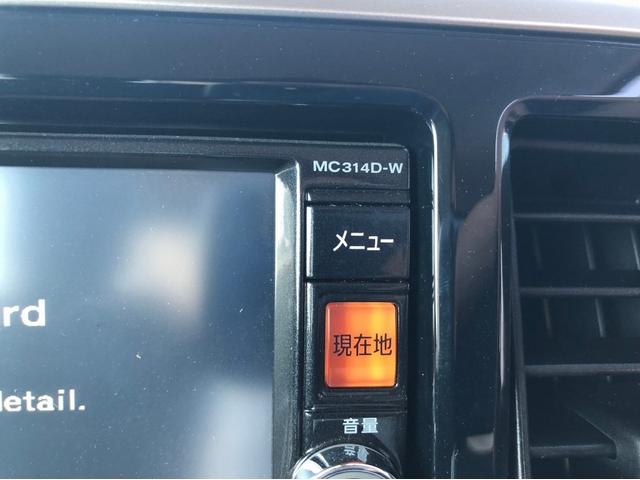 MC314D-W
メニュー
rd
現在地
detail.
音量